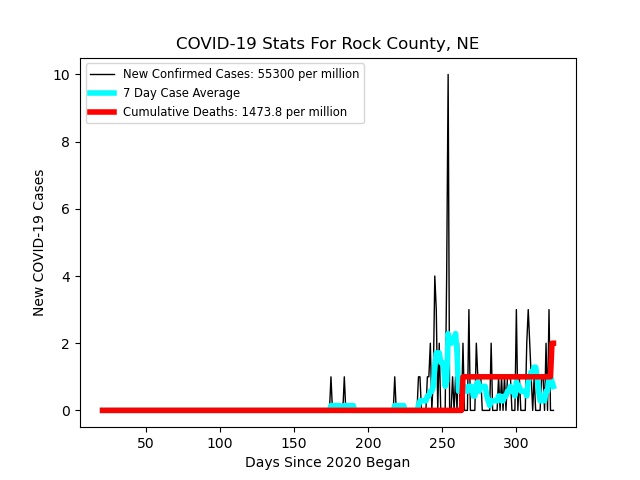 COVID-19 Stats For Rock County, NE
New Confirmed Cases: 55300 per million
7 Day Case Average
Cumulative Deaths: 1473.8 per million
10
8
6
4
2
0
New COVID-19 Cases
50 100 150 200 250 300
Days Since 2020 Began